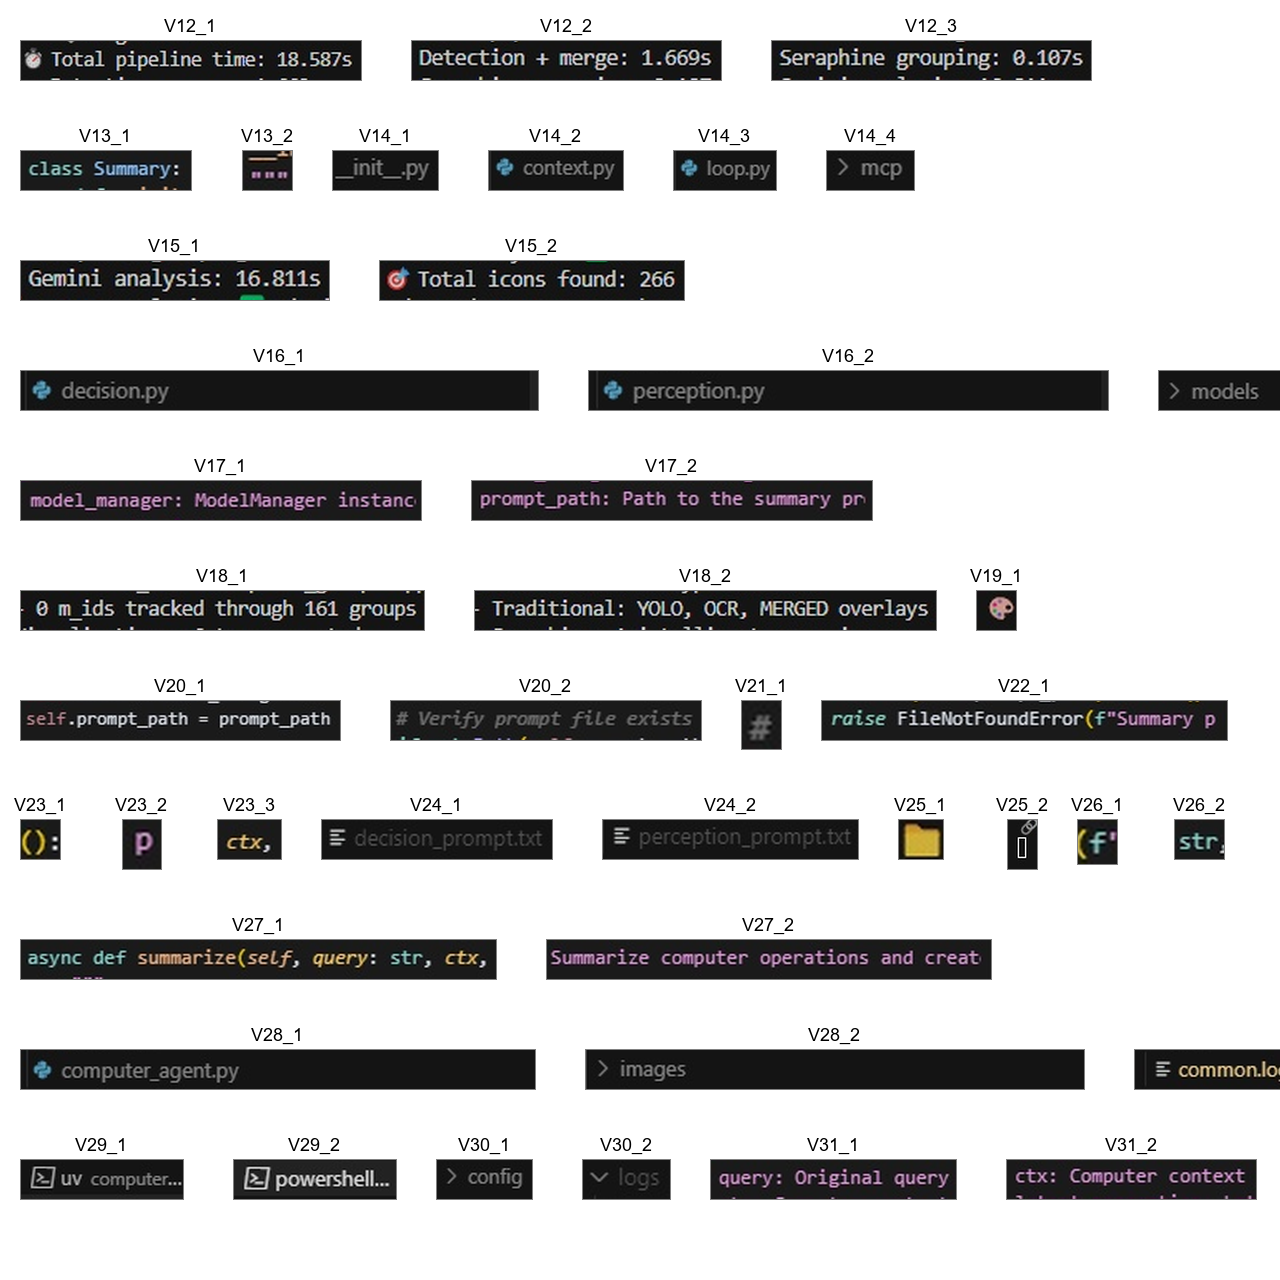 V12_1 V12_2 V12_3
Total pipeline time: 18.587s Detection + merge: 1.669s Seraphine grouping: 0.107s
V13_1 V13_2 V14_1 V14_2 V14_3 V14_4
class Summary: """ __init__.py context.py loop.py > mcp
V15_1 V15_2
Gemini analysis: 16.811s Total icons found: 266
V16_1 V16_2
decision.py perception.py > models
V17_1 V17_2
model_manager: ModelManager instanc prompt_path: Path to the summary pr
V18_1 V18_2 V19_1
- 0 m_ids tracked through 161 groups - Traditional: YOLO, OCR, MERGED overlays
V20_1 V20_2 V21_1 V22_1
self.prompt_path = prompt_path # Verify prompt file exists # raise FileNotFoundError(f"Summary p
V23_1 V23_2 V23_3 V24_1 V24_2 V25_1 V25_2 V26_1 V26_2
(): p ctx, decision_prompt.txt perception_prompt.txt (f" str,
V27_1 V27_2
async def summarize(self, query: str, ctx, Summarize computer operations and creat
V28_1 V28_2
computer_agent.py > images common.log
V29_1 V29_2 V30_1 V30_2 V31_1 V31_2
uv computer... powershell... > config logs query: Original query ctx: Computer context